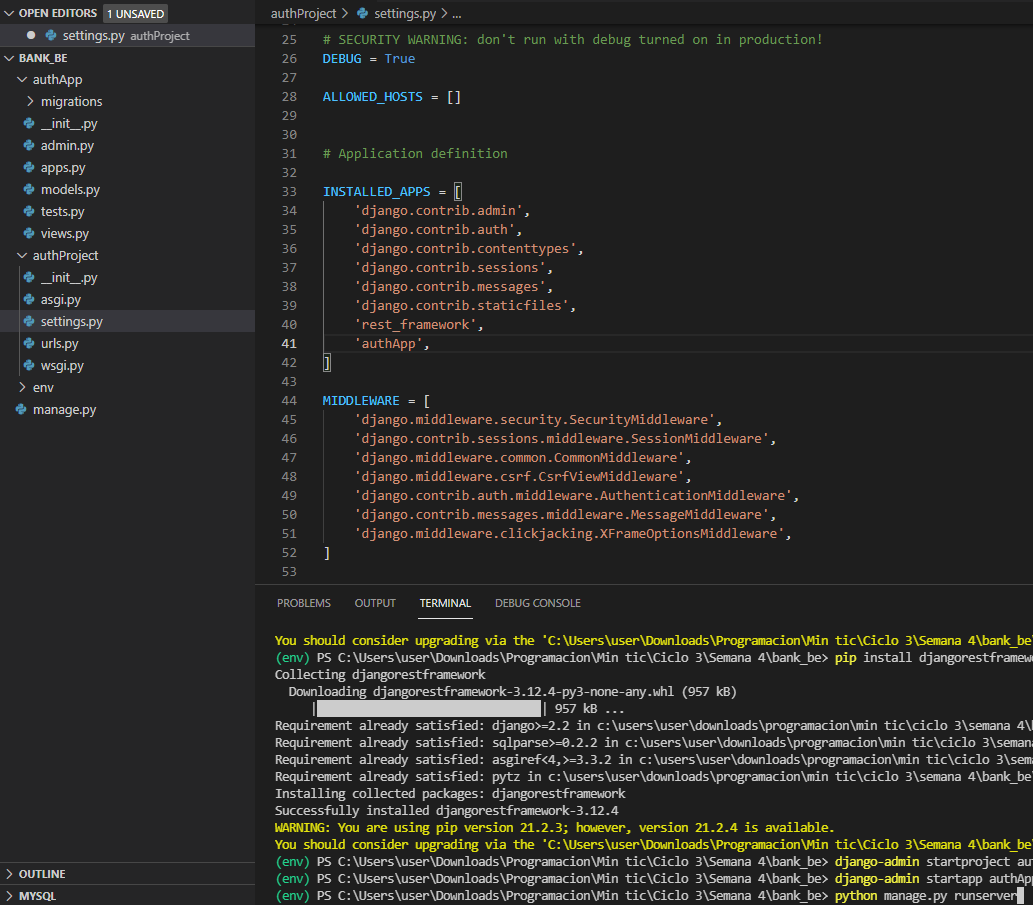 OPEN EDITORS 1 UNSAVED
settings.py authProject
BANK_BE
authApp
migrations
__init__.py
admin.py
apps.py
models.py
tests.py
views.py
authProject
__init__.py
asgi.py
settings.py
urls.py
wsgi.py
env
manage.py
OUTLINE
MYSQL
authProject > settings.py > ...
25 # SECURITY WARNING: don't run with debug turned on in production!
26 DEBUG = True
27
28 ALLOWED_HOSTS = []
29
30
31 # Application definition
32
33 INSTALLED_APPS = [
34 'django.contrib.admin',
35 'django.contrib.auth',
36 'django.contrib.contenttypes',
37 'django.contrib.sessions',
38 'django.contrib.messages',
39 'django.contrib.staticfiles',
40 'rest_framework',
41 'authApp',
42 ]
43
44 MIDDLEWARE = [
45 'django.middleware.security.SecurityMiddleware',
46 'django.contrib.sessions.middleware.SessionMiddleware',
47 'django.middleware.common.CommonMiddleware',
48 'django.middleware.csrf.CsrfViewMiddleware',
49 'django.contrib.auth.middleware.AuthenticationMiddleware',
50 'django.contrib.messages.middleware.MessageMiddleware',
51 'django.middleware.clickjacking.XFrameOptionsMiddleware',
52 ]
53
PROBLEMS OUTPUT TERMINAL DEBUG CONSOLE
You should consider upgrading via the 'C:\Users\user\Downloads\Programacion\Min tic\Ciclo 3\Semana 4\bank_be
(env) PS C:\Users\user\Downloads\Programacion\Min tic\Ciclo 3\Semana 4\bank_be> pip install djangorestframew
Collecting djangorestframework
Downloading djangorestframework-3.12.4-py3-none-any.whl (957 kB)
| | 957 kB ...
Requirement already satisfied: django>=2.2 in c:\users\user\downloads\programacion\min tic\ciclo 3\semana 4\
Requirement already satisfied: sqlparse>=0.2.2 in c:\users\user\downloads\programacion\min tic\ciclo 3\semana
Requirement already satisfied: asgiref<4,>=3.3.2 in c:\users\user\downloads\programacion\min tic\ciclo 3\sema
Requirement already satisfied: pytz in c:\users\user\downloads\programacion\min tic\ciclo 3\semana 4\bank_be
Installing collected packages: djangorestframework
Successfully installed djangorestframework-3.12.4
WARNING: You are using pip version 21.2.3; however, version 21.2.4 is available.
You should consider upgrading via the 'C:\Users\user\Downloads\Programacion\Min tic\Ciclo 3\Semana 4\bank_be
(env) PS C:\Users\user\Downloads\Programacion\Min tic\Ciclo 3\Semana 4\bank_be> django-admin startproject au
(env) PS C:\Users\user\Downloads\Programacion\Min tic\Ciclo 3\Semana 4\bank_be> django-admin startapp authAp
(env) PS C:\Users\user\Downloads\Programacion\Min tic\Ciclo 3\Semana 4\bank_be> python manage.py runserver